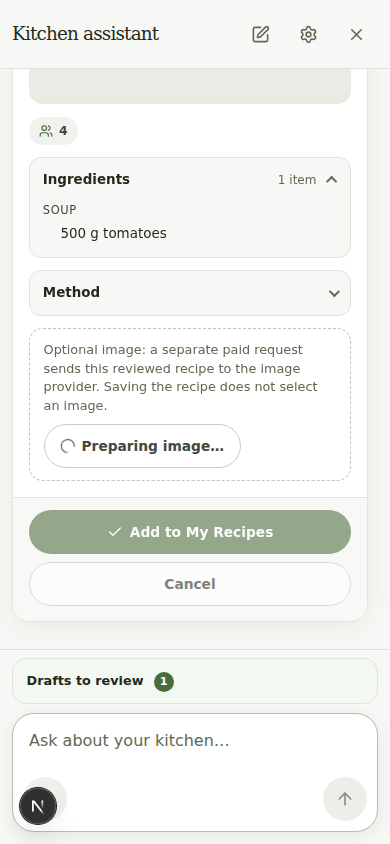 Kitchen assistant
4
Ingredients
1 item
SOUP
500 g tomatoes
Method
Optional image: a separate paid request
sends this reviewed recipe to the image
provider. Saving the recipe does not select
an image.
Preparing image…
Add to My Recipes
Cancel
Drafts to review 1
Ask about your kitchen…
N